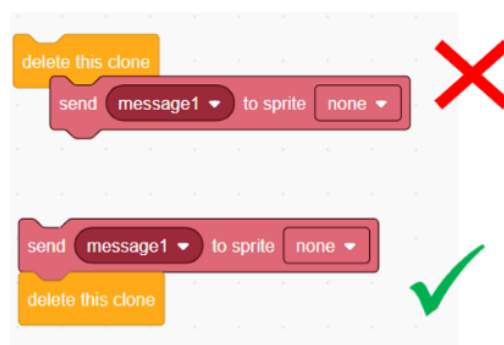 delete this clone
send message1 to sprite none
send message1 to sprite none
delete this clone